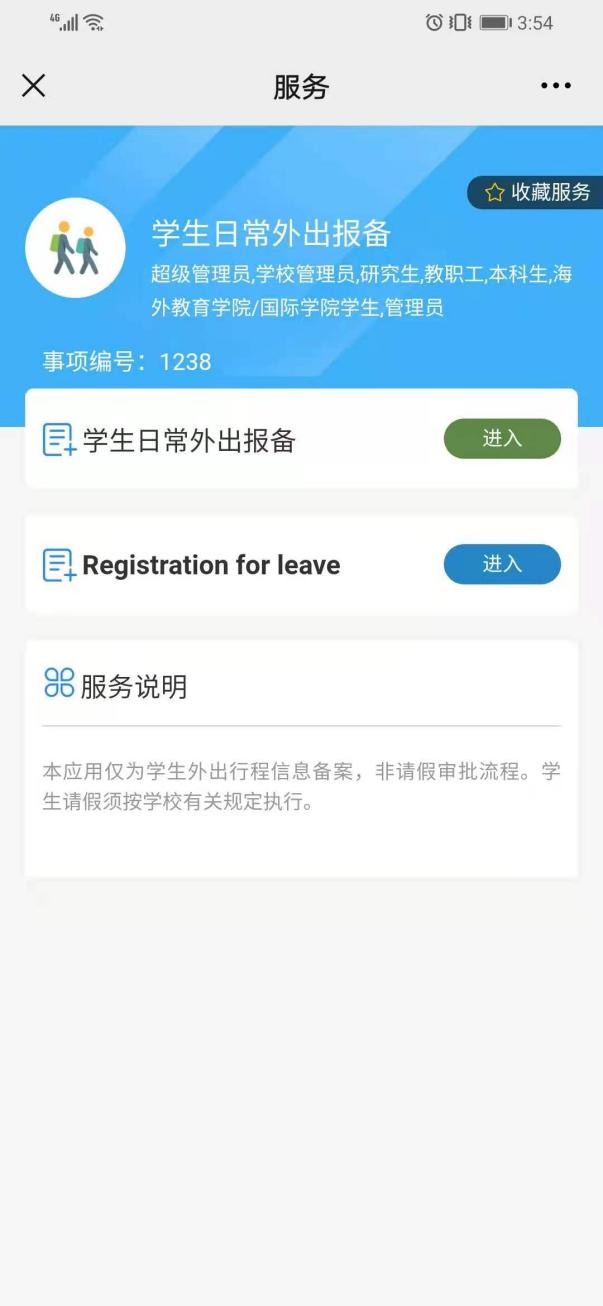 4G 3:54
服务
收藏服务
学生日常外出报备
超级管理员,学校管理员,研究生,教职工,本科生,海
外教育学院/国际学院学生,管理员
事项编号：1238
学生日常外出报备 进入
Registration for leave 进入
服务说明
本应用仅为学生外出行程信息备案，非请假审批流程。学
生请假须按学校有关规定执行。